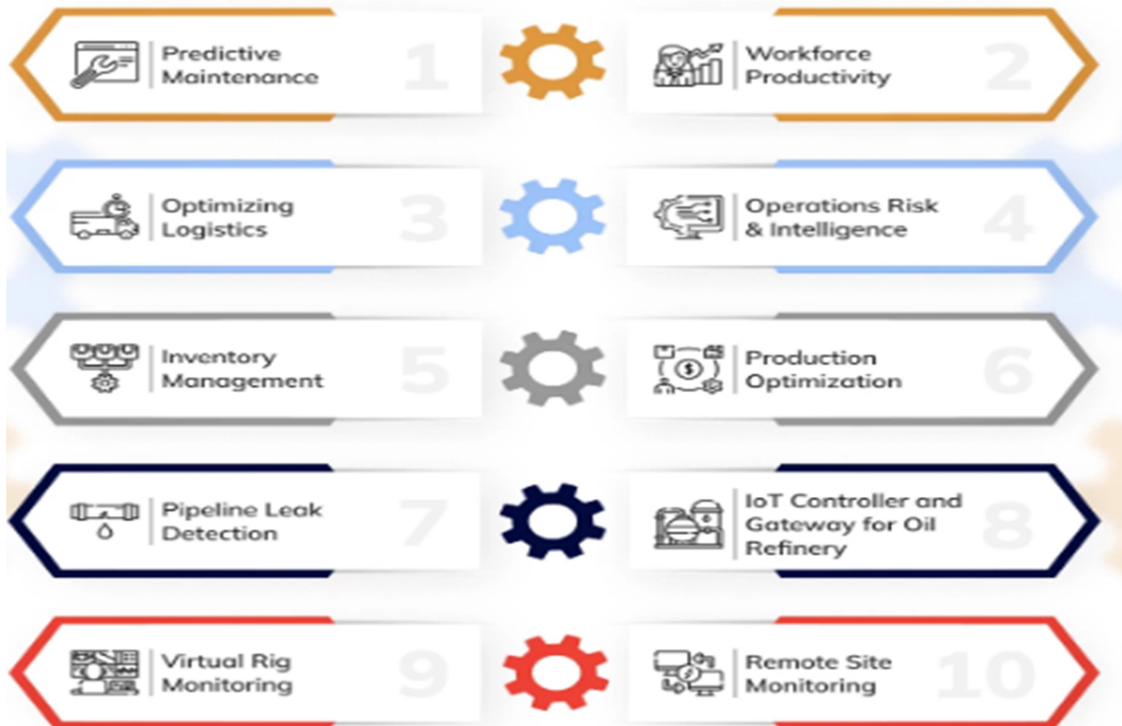 Predictive
Maintenance
1
Workforce
Productivity
2
Optimizing
Logistics
3
Operations Risk
& Intelligence
4
Inventory
Management
5
Production
Optimization
6
Pipeline Leak
Detection
7
IoT Controller and
Gateway for Oil
Refinery
8
Virtual Rig
Monitoring
9
Remote Site
Monitoring
10